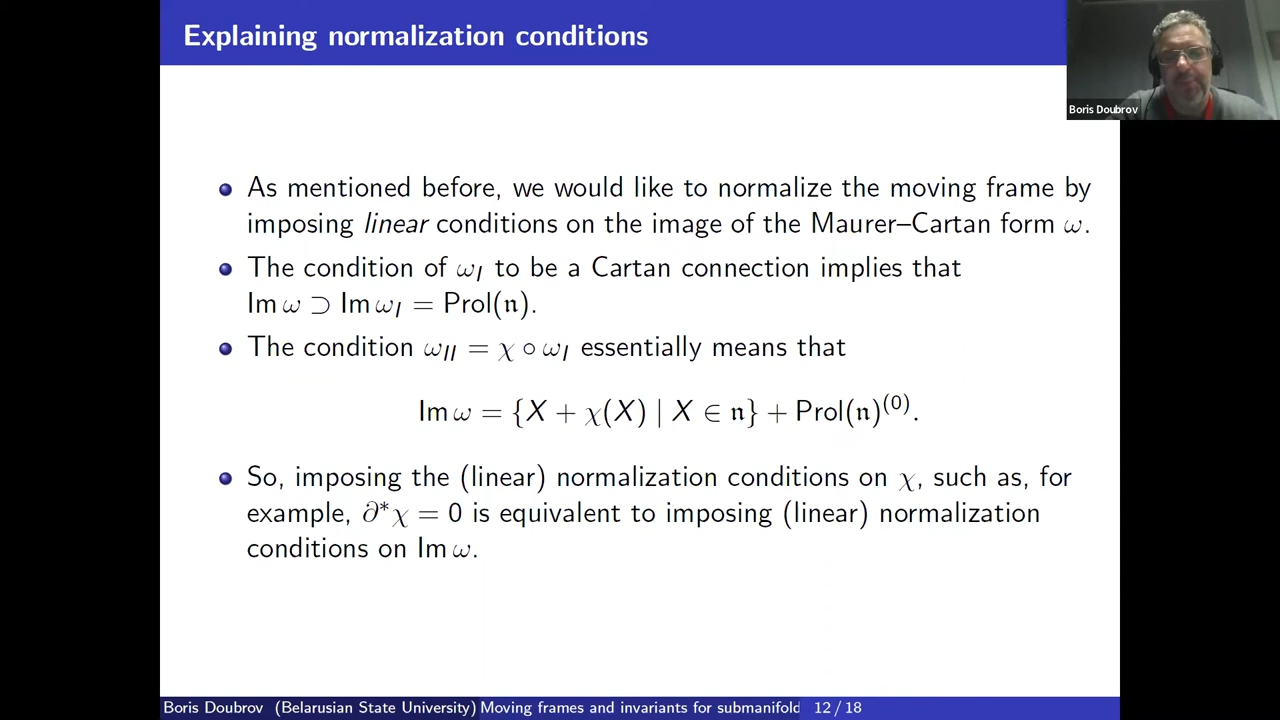 Explaining normalization conditions
Boris Doubrov
As mentioned before, we would like to normalize the moving frame by
imposing linear conditions on the image of the Maurer–Cartan form ω.
The condition of ω_I to be a Cartan connection implies that
Im ω ⊃ Im ω_I = Prol(𝔫).
The condition ω_II = χ ∘ ω_I essentially means that
Im ω = {X + χ(X) | X ∈ 𝔫} + Prol(𝔫)^(0).
So, imposing the (linear) normalization conditions on χ, such as, for
example, ∂*χ = 0 is equivalent to imposing (linear) normalization
conditions on Im ω.
Boris Doubrov (Belarusian State University) Moving frames and invariants for submanifold 12 / 18